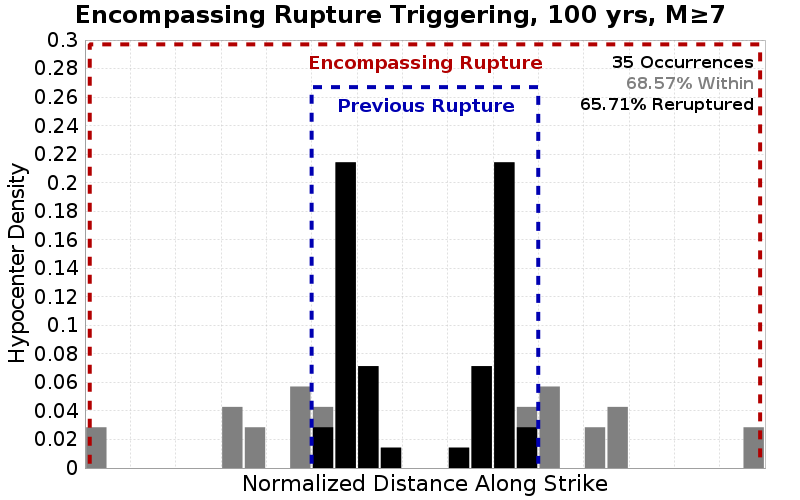 Encompassing Rupture Triggering, 100 yrs, M≥7
Encompassing Rupture
Previous Rupture
35 Occurrences
68.57% Within
65.71% Reruptured
Hypocenter Density
0.3
0.28
0.26
0.24
0.22
0.2
0.18
0.16
0.14
0.12
0.1
0.08
0.06
0.04
0.02
0
Normalized Distance Along Strike